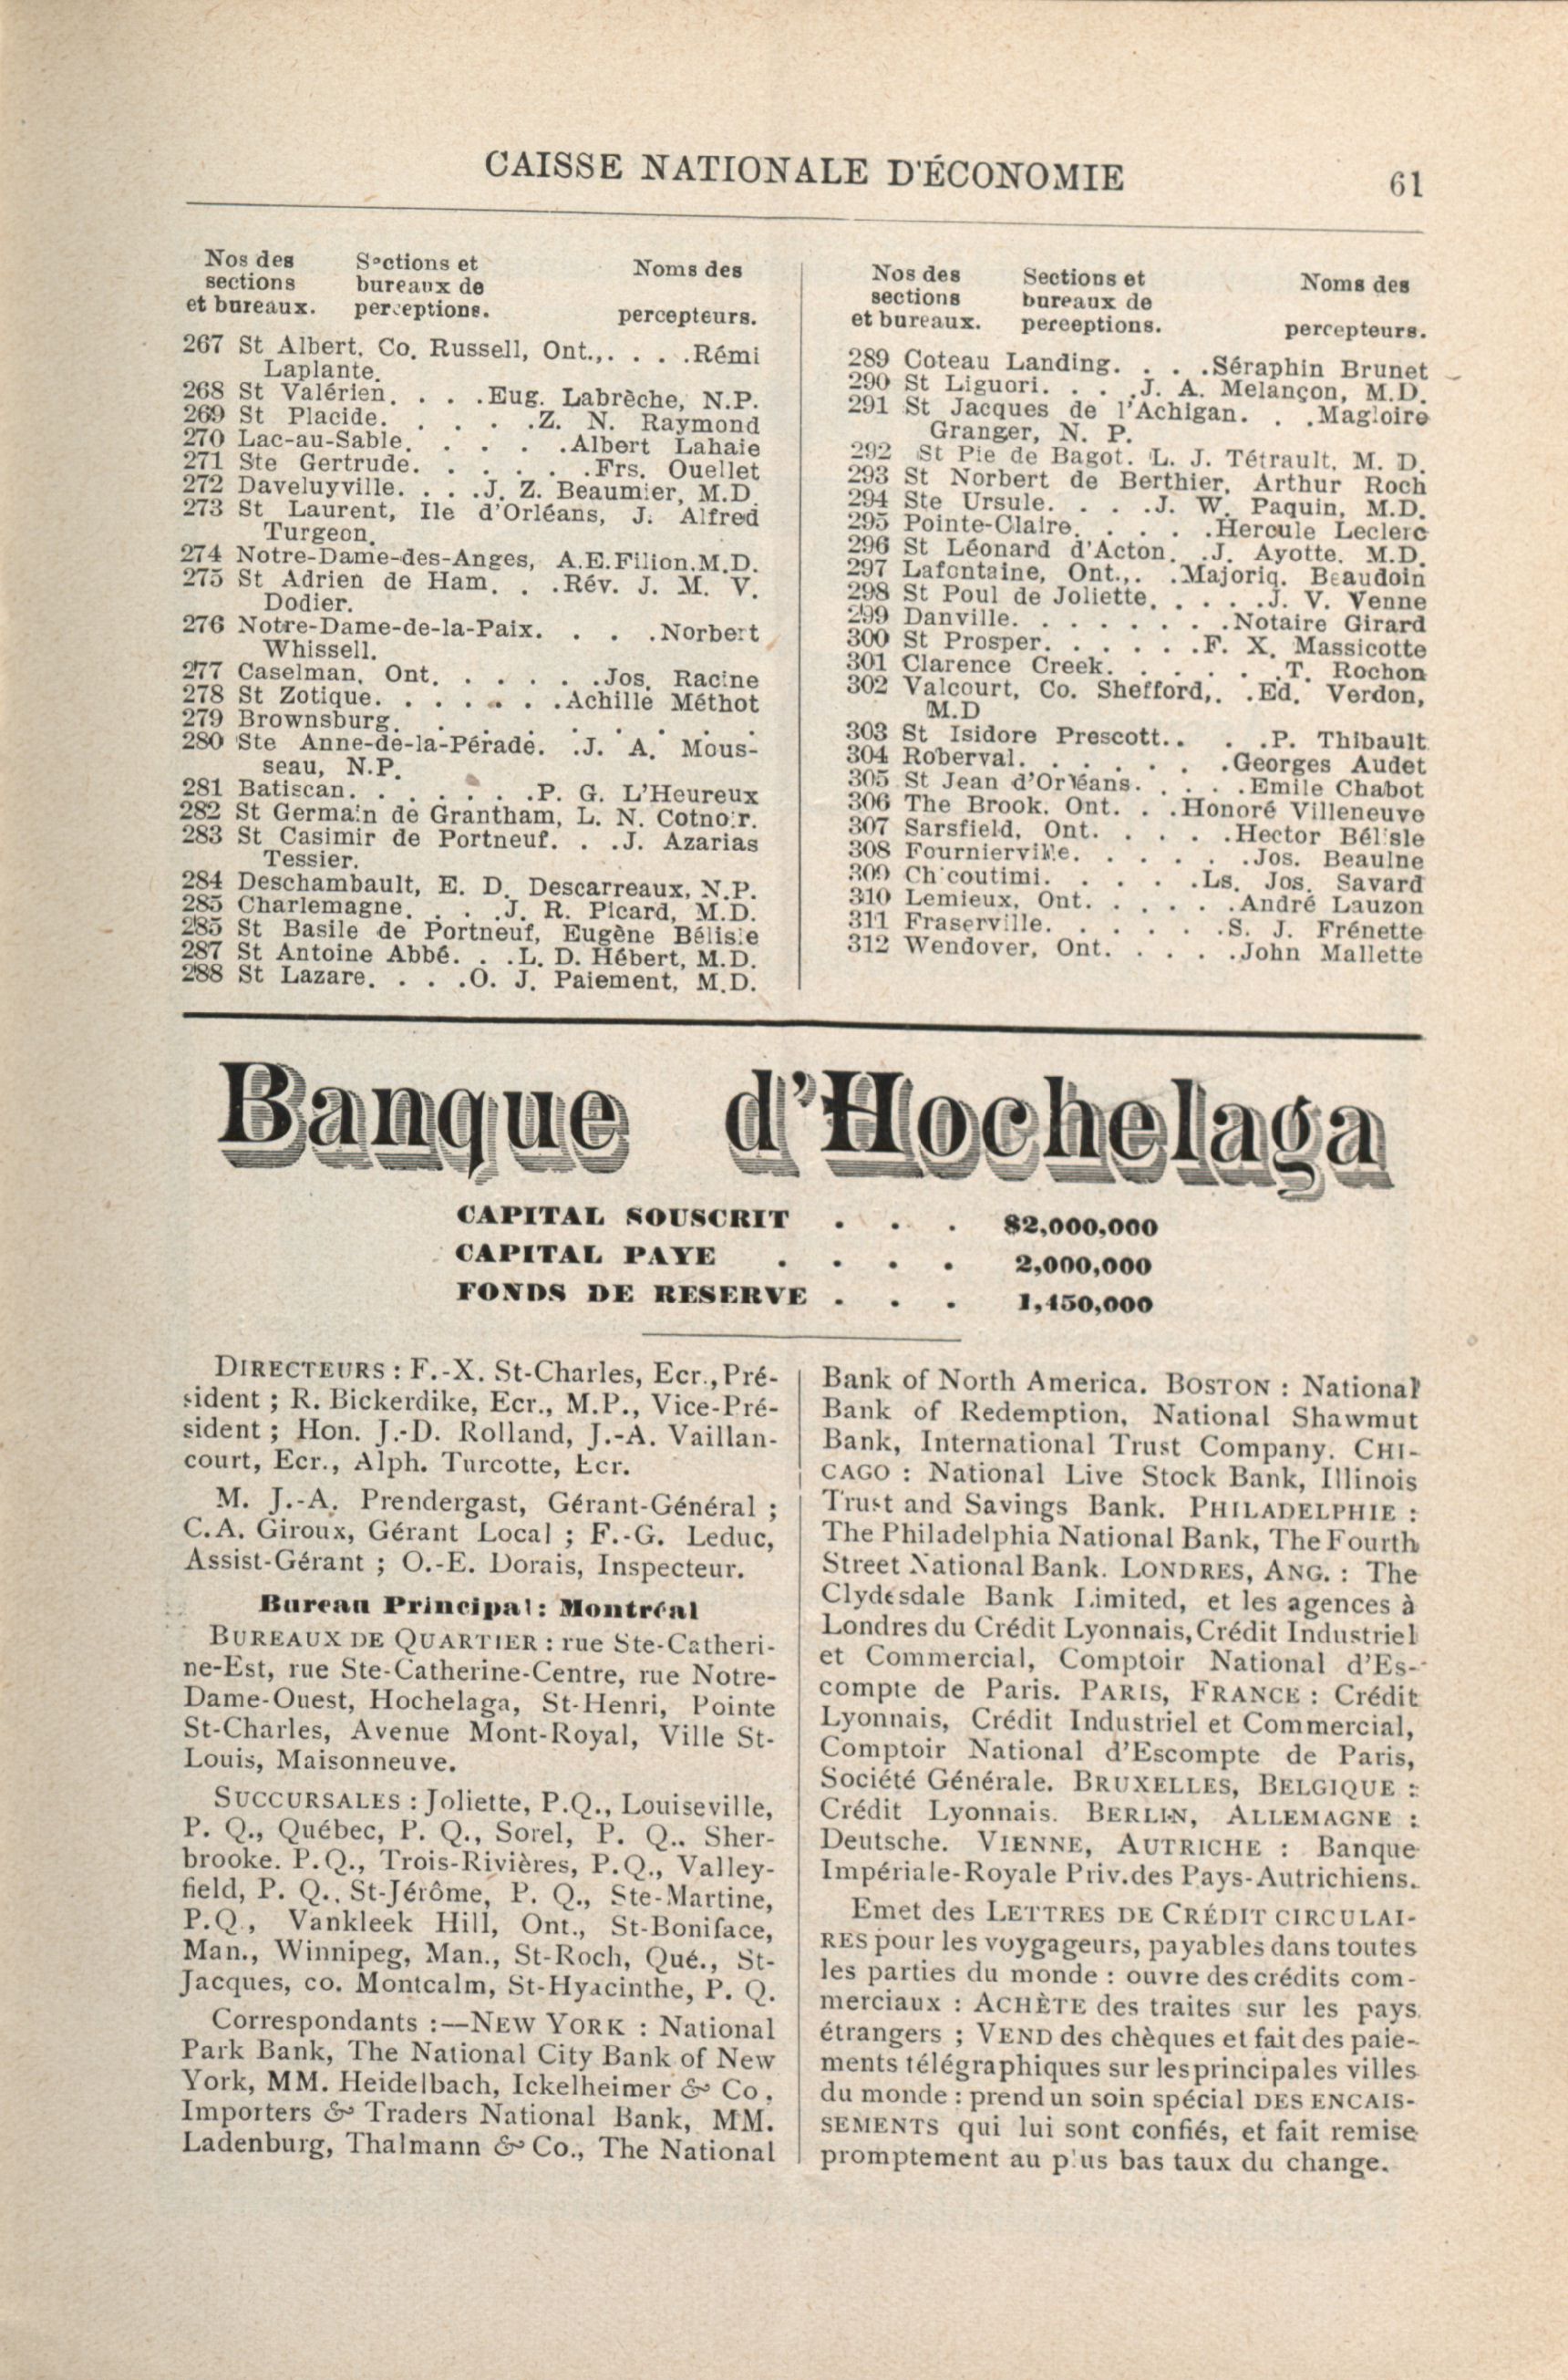 CAISSE NATIONALE D'ÉCONOMIE
61
Nos des sections et bureaux.
Sections et bureaux de perceptions.
Noms des percepteurs.
267 St Albert, Co. Russell, Ont.,. . . .Rémi
Laplante.
268 St Valérien. . . .Eug. Labrèche, N.P.
269 St Placide. . . . .Z. N. Raymond
270 Lac-au-Sable. . . . .Albert Lahaie
271 Ste Gertrude. . . . . .Frs. Ouellet
272 Daveluyville. . . .J. Z. Beaumier, M.D.
273 St Laurent, Ile d'Orléans, J. Alfred
Turgeon.
274 Notre-Dame-des-Anges, A.E.Filion.M.D.
275 St Adrien de Ham. . .Rév. J. M. V.
Dodier.
276 Notre-Dame-de-la-Paix. . . .Norbert
Whissell.
277 Caselman, Ont. . . . . .Jos. Racine
278 St Zotique. . . . . . .Achille Méthot
279 Brownsburg. . . . . . .
280 Ste Anne-de-la-Pérade. .J. A. Mous-
seau, N.P.
281 Batiscan. . . . . . .P. G. L'Heureux
282 St Germain de Grantham, L. N. Cotnoir.
283 St Casimir de Portneuf. . .J. Azarias
Tessier.
284 Deschambault, E. D. Descarreaux, N.P.
285 Charlemagne. . . .J. R. Picard, M.D.
285 St Basile de Portneuf, Eugène Bélisle
287 St Antoine Abbé. . .L. D. Hébert, M.D.
288 St Lazare. . . .O. J. Paiement, M.D.
Nos des sections et bureaux.
Sections et bureaux de perceptions.
Noms des percepteurs.
289 Coteau Landing. . . .Séraphin Brunet
290 St Liguori. . . .J. A. Melançon, M.D.
291 St Jacques de l'Achigan. . .Magloire
Granger, N. P.
292 St Pie de Bagot. L. J. Tétrault, M. D.
293 St Norbert de Berthier, Arthur Roch
294 Ste Ursule. . . .J. W. Paquin, M.D.
295 Pointe-Claire. . . . .Hercule Leclerc
296 St Léonard d'Acton. .J. Ayotte. M.D.
297 Lafontaine, Ont.,. .Majoriq. Beaudoin
298 St Poul de Joliette. . . . .J. V. Venne
299 Danville. . . . . . .Notaire Girard
300 St Prosper. . . . . .F. X. Massicotte
301 Clarence Creek. . . . . .T. Rochon
302 Valcourt, Co. Shefford,. .Ed. Verdon,
M.D
303 St Isidore Prescott.. . .P. Thibault
304 Roberval. . . . . . .Georges Audet
305 St Jean d'Orléans. . . . .Emile Chabot
306 The Brook. Ont. . .Honoré Villeneuve
307 Sarsfield, Ont. . . . .Hector Bélisle
308 Fournierville. . . . . .Jos. Beaulne
309 Chicoutimi. . . . .Ls. Jos. Savard
310 Lemieux, Ont. . . . . .André Lauzon
311 Fraserville. . . . . .S. J. Frénette
312 Wendover, Ont. . . . .John Mallette
Banque d'Hochelaga
CAPITAL SOUSCRIT . . . $2,000,000
CAPITAL PAYE . . . . 2,000,000
FONDS DE RESERVE . . . 1,450,000
DIRECTEURS : F.-X. St-Charles, Ecr., Pré-
sident ; R. Bickerdike, Ecr., M.P., Vice-Pré-
sident ; Hon. J.-D. Rolland, J.-A. Vaillan-
court, Ecr., Alph. Turcotte, Ecr.
M. J.-A. Prendergast, Gérant-Général ;
C.A. Giroux, Gérant Local ; F.-G. Leduc,
Assist-Gérant ; O.-E. Dorais, Inspecteur.
Bureau Principal: Montréal
BUREAUX DE QUARTIER : rue Ste-Catheri-
ne-Est, rue Ste-Catherine-Centre, rue Notre-
Dame-Ouest, Hochelaga, St-Henri, Pointe
St-Charles, Avenue Mont-Royal, Ville St-
Louis, Maisonneuve.
SUCCURSALES : Joliette, P.Q., Louiseville,
P. Q., Québec, P. Q., Sorel, P. Q.. Sher-
brooke. P.Q., Trois-Rivières, P.Q., Valley-
field, P. Q., St-Jérôme, P. Q., Ste-Martine,
P.Q., Vankleek Hill, Ont., St-Boniface,
Man., Winnipeg, Man., St-Roch, Qué., St-
Jacques, co. Montcalm, St-Hyacinthe, P. Q.
Correspondants :—NEW YORK : National
Park Bank, The National City Bank of New
York, MM. Heidelbach, Ickelheimer & Co,
Importers & Traders National Bank, MM.
Ladenburg, Thalmann & Co., The National
Bank of North America. BOSTON : National
Bank of Redemption, National Shawmut
Bank, International Trust Company. CHI-
CAGO : National Live Stock Bank, Illinois
Trust and Savings Bank. PHILADELPHIE :
The Philadelphia National Bank, The Fourth
Street National Bank. LONDRES, ANG. : The
Clydesdale Bank Limited, et les agences à
Londres du Crédit Lyonnais, Crédit Industriel
et Commercial, Comptoir National d'Es-
compte de Paris. PARIS, FRANCE : Crédit
Lyonnais, Crédit Industriel et Commercial,
Comptoir National d'Escompte de Paris,
Société Générale. BRUXELLES, BELGIQUE :
Crédit Lyonnais. BERLIN, ALLEMAGNE :
Deutsche. VIENNE, AUTRICHE : Banque
Impériale-Royale Priv.des Pays-Autrichiens.
Emet des LETTRES DE CRÉDIT CIRCULAI-
RES pour les voygageurs, payables dans toutes
les parties du monde : ouvre des crédits com-
merciaux : ACHÈTE des traites sur les pays
étrangers ; VEND des chèques et fait des paie-
ments télégraphiques sur les principales villes
du monde : prend un soin spécial DES ENCAIS-
SEMENTS qui lui sont confiés, et fait remise
promptement au plus bas taux du change.